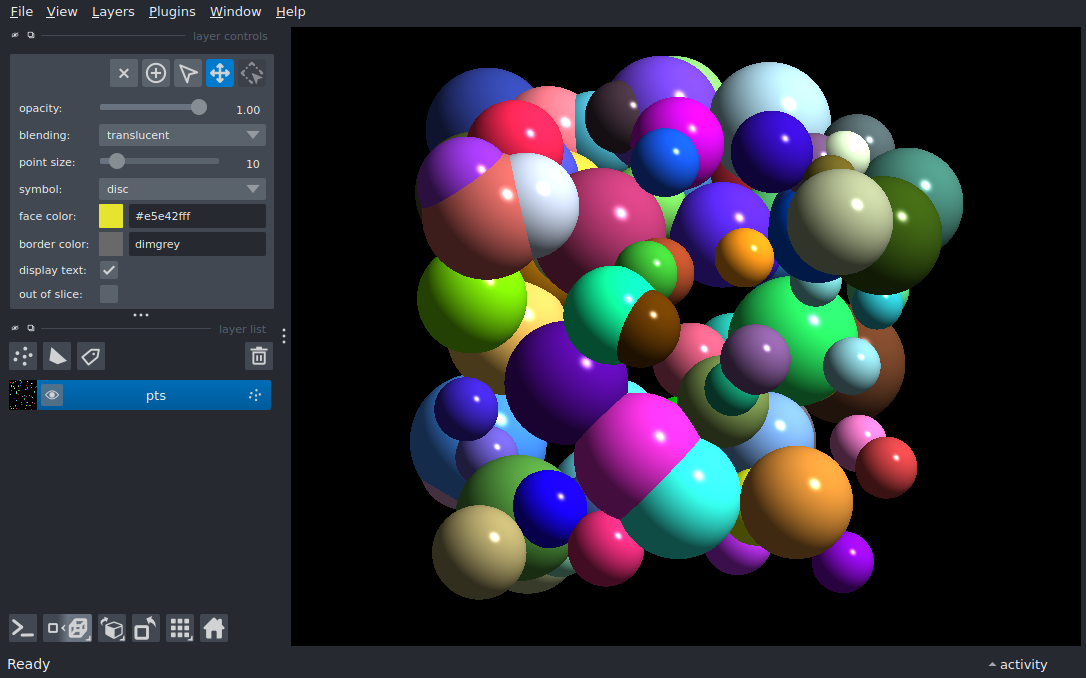 File View Layers Plugins Window Help
layer controls
opacity: 1.00
blending: translucent
point size: 10
symbol: disc
face color: #e5e42fff
border color: dimgrey
display text:
out of slice:
layer list
pts
Ready
activity